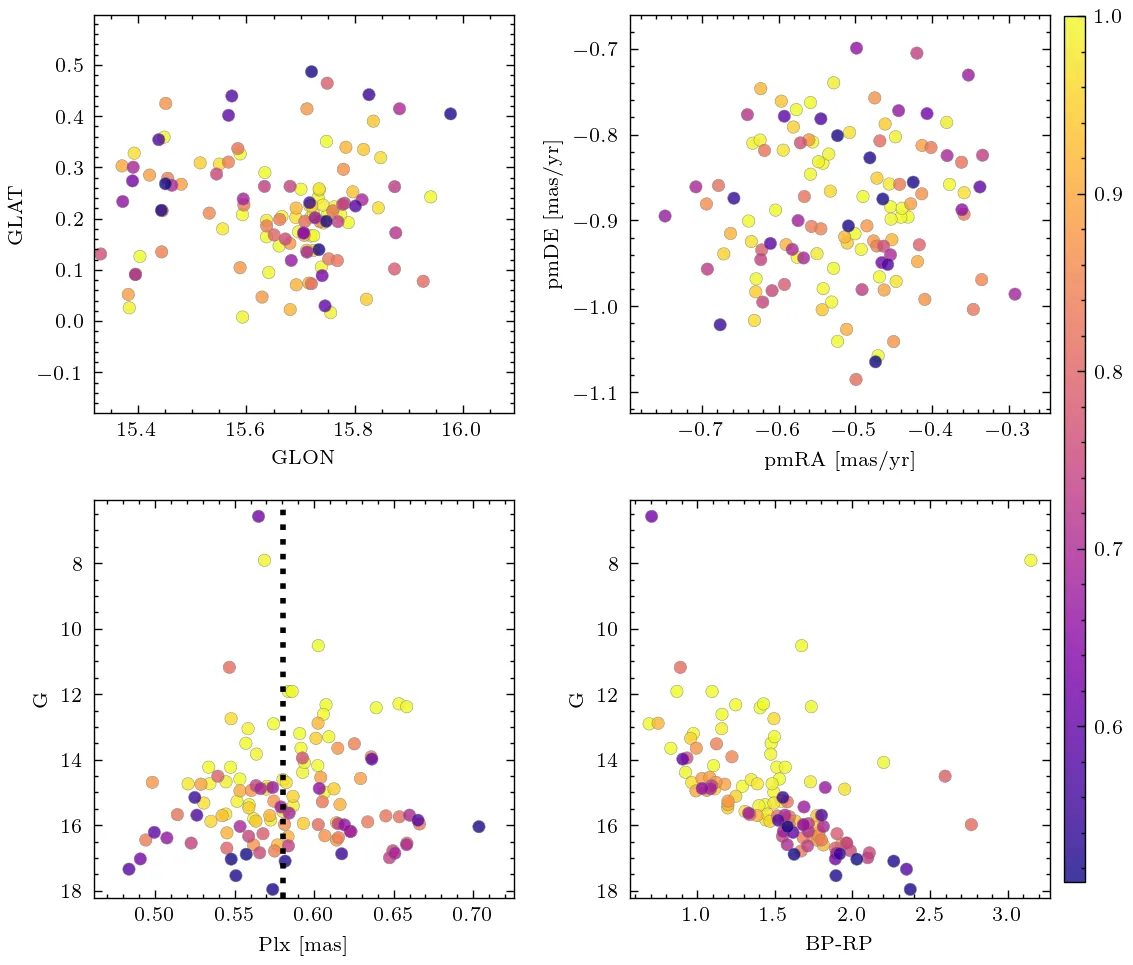 GLAT
0.5
0.4
0.3
0.2
0.1
0.0
−0.1
15.4 15.6 15.8 16.0
GLON
pmDE [mas/yr]
−0.7
−0.8
−0.9
−1.0
−1.1
−0.7 −0.6 −0.5 −0.4 −0.3
pmRA [mas/yr]
1.0
0.9
0.8
0.7
0.6
G
8
10
12
14
16
18
0.50 0.55 0.60 0.65 0.70
Plx [mas]
G
8
10
12
14
16
18
1.0 1.5 2.0 2.5 3.0
BP-RP